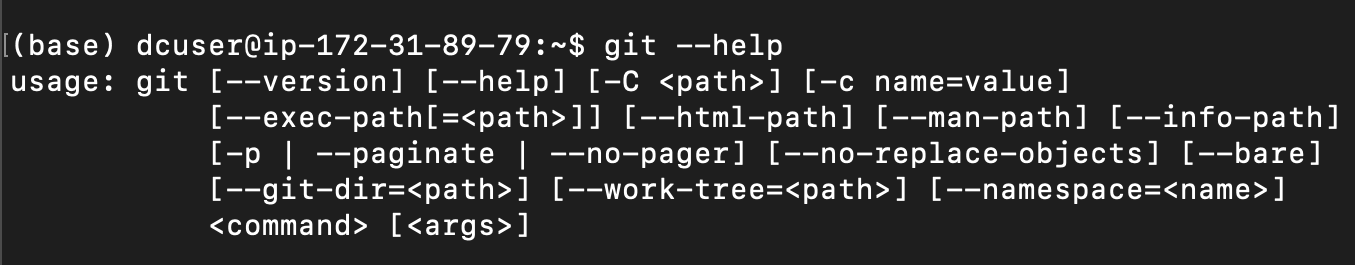 [(base) dcuser@ip-172-31-89-79:~$ git --help
usage: git [--version] [--help] [-C <path>] [-c name=value]
[--exec-path[=<path>]] [--html-path] [--man-path] [--info-path]
[-p | --paginate | --no-pager] [--no-replace-objects] [--bare]
[--git-dir=<path>] [--work-tree=<path>] [--namespace=<name>]
<command> [<args>]